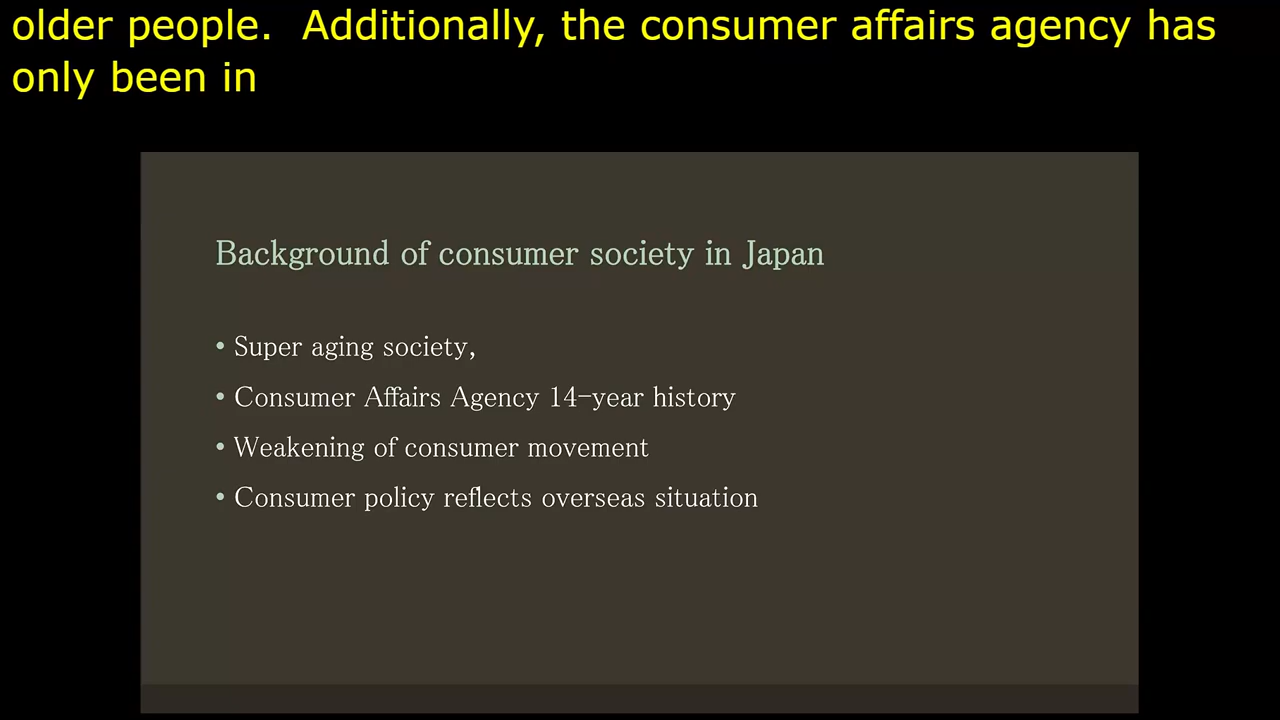 older people.  Additionally, the consumer affairs agency has
only been in
Background of consumer society in Japan
• Super aging society,
• Consumer Affairs Agency 14-year history
• Weakening of consumer movement
• Consumer policy reflects overseas situation